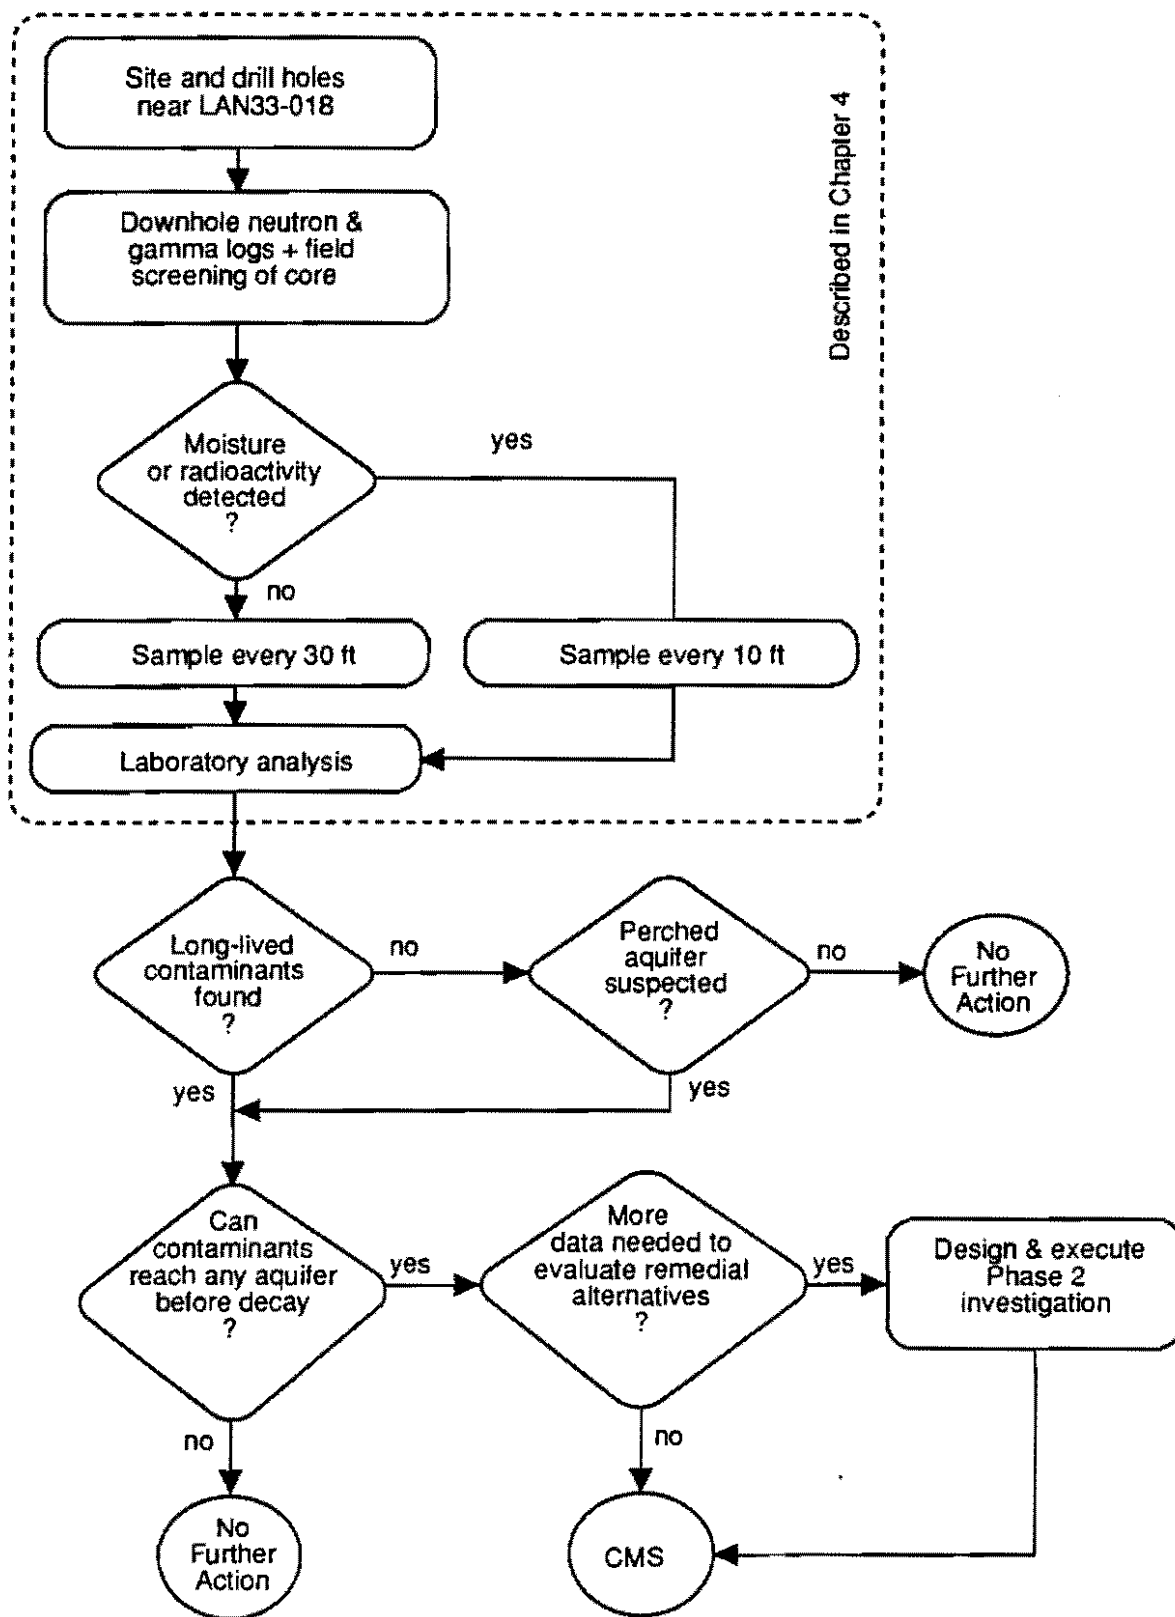 Site and drill holes
near LAN33-018
Described in Chapter 4
Downhole neutron &
gamma logs + field
screening of core
Moisture
or radioactivity
detected
?
yes
no
Sample every 30 ft
Sample every 10 ft
Laboratory analysis
Long-lived
contaminants
found
?
no
Perched
aquifer
suspected
?
no
No
Further
Action
yes
yes
Can
contaminants
reach any aquifer
before decay
?
yes
More
data needed to
evaluate remedial
alternatives
?
yes
Design & execute
Phase 2
investigation
no
no
No
Further
Action
CMS